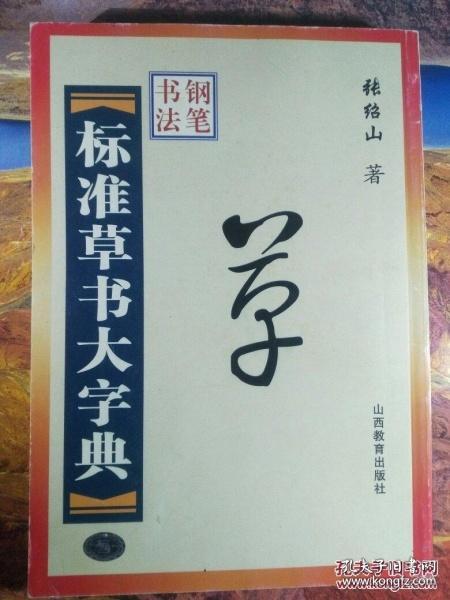 钢笔
书法
标准草书大字典
草
张绍山 著
山西教育出版社
孔夫子旧书网
www.kongfz.com